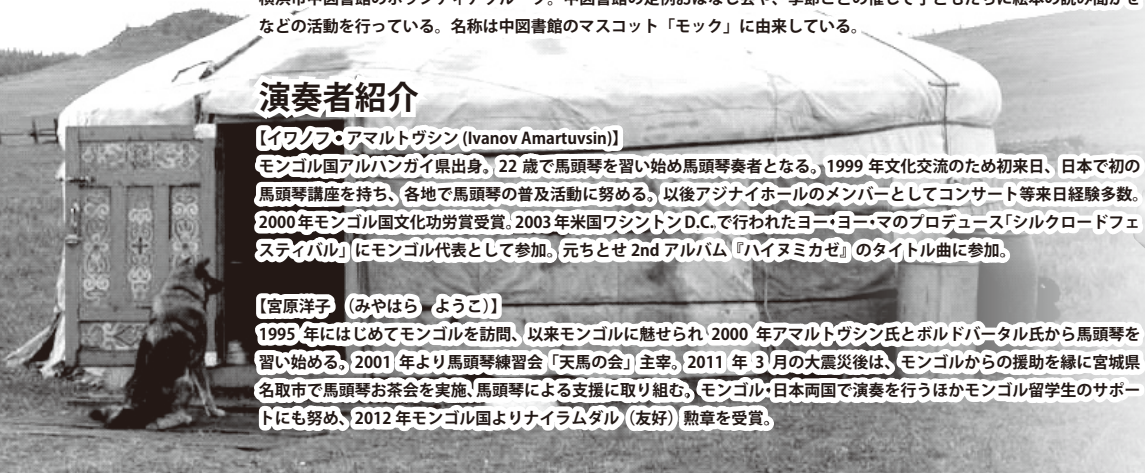 横浜市中図書館のボランティアグループ。中図書館の定例おはなし会や、季節ごとの催しで子どもたちに絵本の読み聞かせ
などの活動を行っている。名称は中図書館のマスコット「モック」に由来している。
演奏者紹介
【イワノフ・アマルトヴシン (Ivanov Amartuvsin)】
モンゴル国アルハンガイ県出身。22 歳で馬頭琴を習い始め馬頭琴奏者となる。1999 年文化交流のため初来日、日本で初の
馬頭琴講座を持ち、各地で馬頭琴の普及活動に努める。以後アジナイホールのメンバーとしてコンサート等来日経験多数。
2000年モンゴル国文化功労賞受賞。2003年米国ワシントンD.C.で行われたヨー・ヨー・マのプロデュース「シルクロードフェ
スティバル」にモンゴル代表として参加。元ちとせ 2nd アルバム『ハイヌミカゼ』のタイトル曲に参加。
【宮原洋子　（みやはら　ようこ）】
1995 年にはじめてモンゴルを訪問、以来モンゴルに魅せられ 2000 年アマルトヴシン氏とボルドバータル氏から馬頭琴を
習い始める。2001 年より馬頭琴練習会「天馬の会」主宰。2011 年 3 月の大震災後は、モンゴルからの援助を縁に宮城県
名取市で馬頭琴お茶会を実施、馬頭琴による支援に取り組む。モンゴル・日本両国で演奏を行うほかモンゴル留学生のサポー
トにも努め、2012 年モンゴル国よりナイラムダル（友好）勲章を受賞。